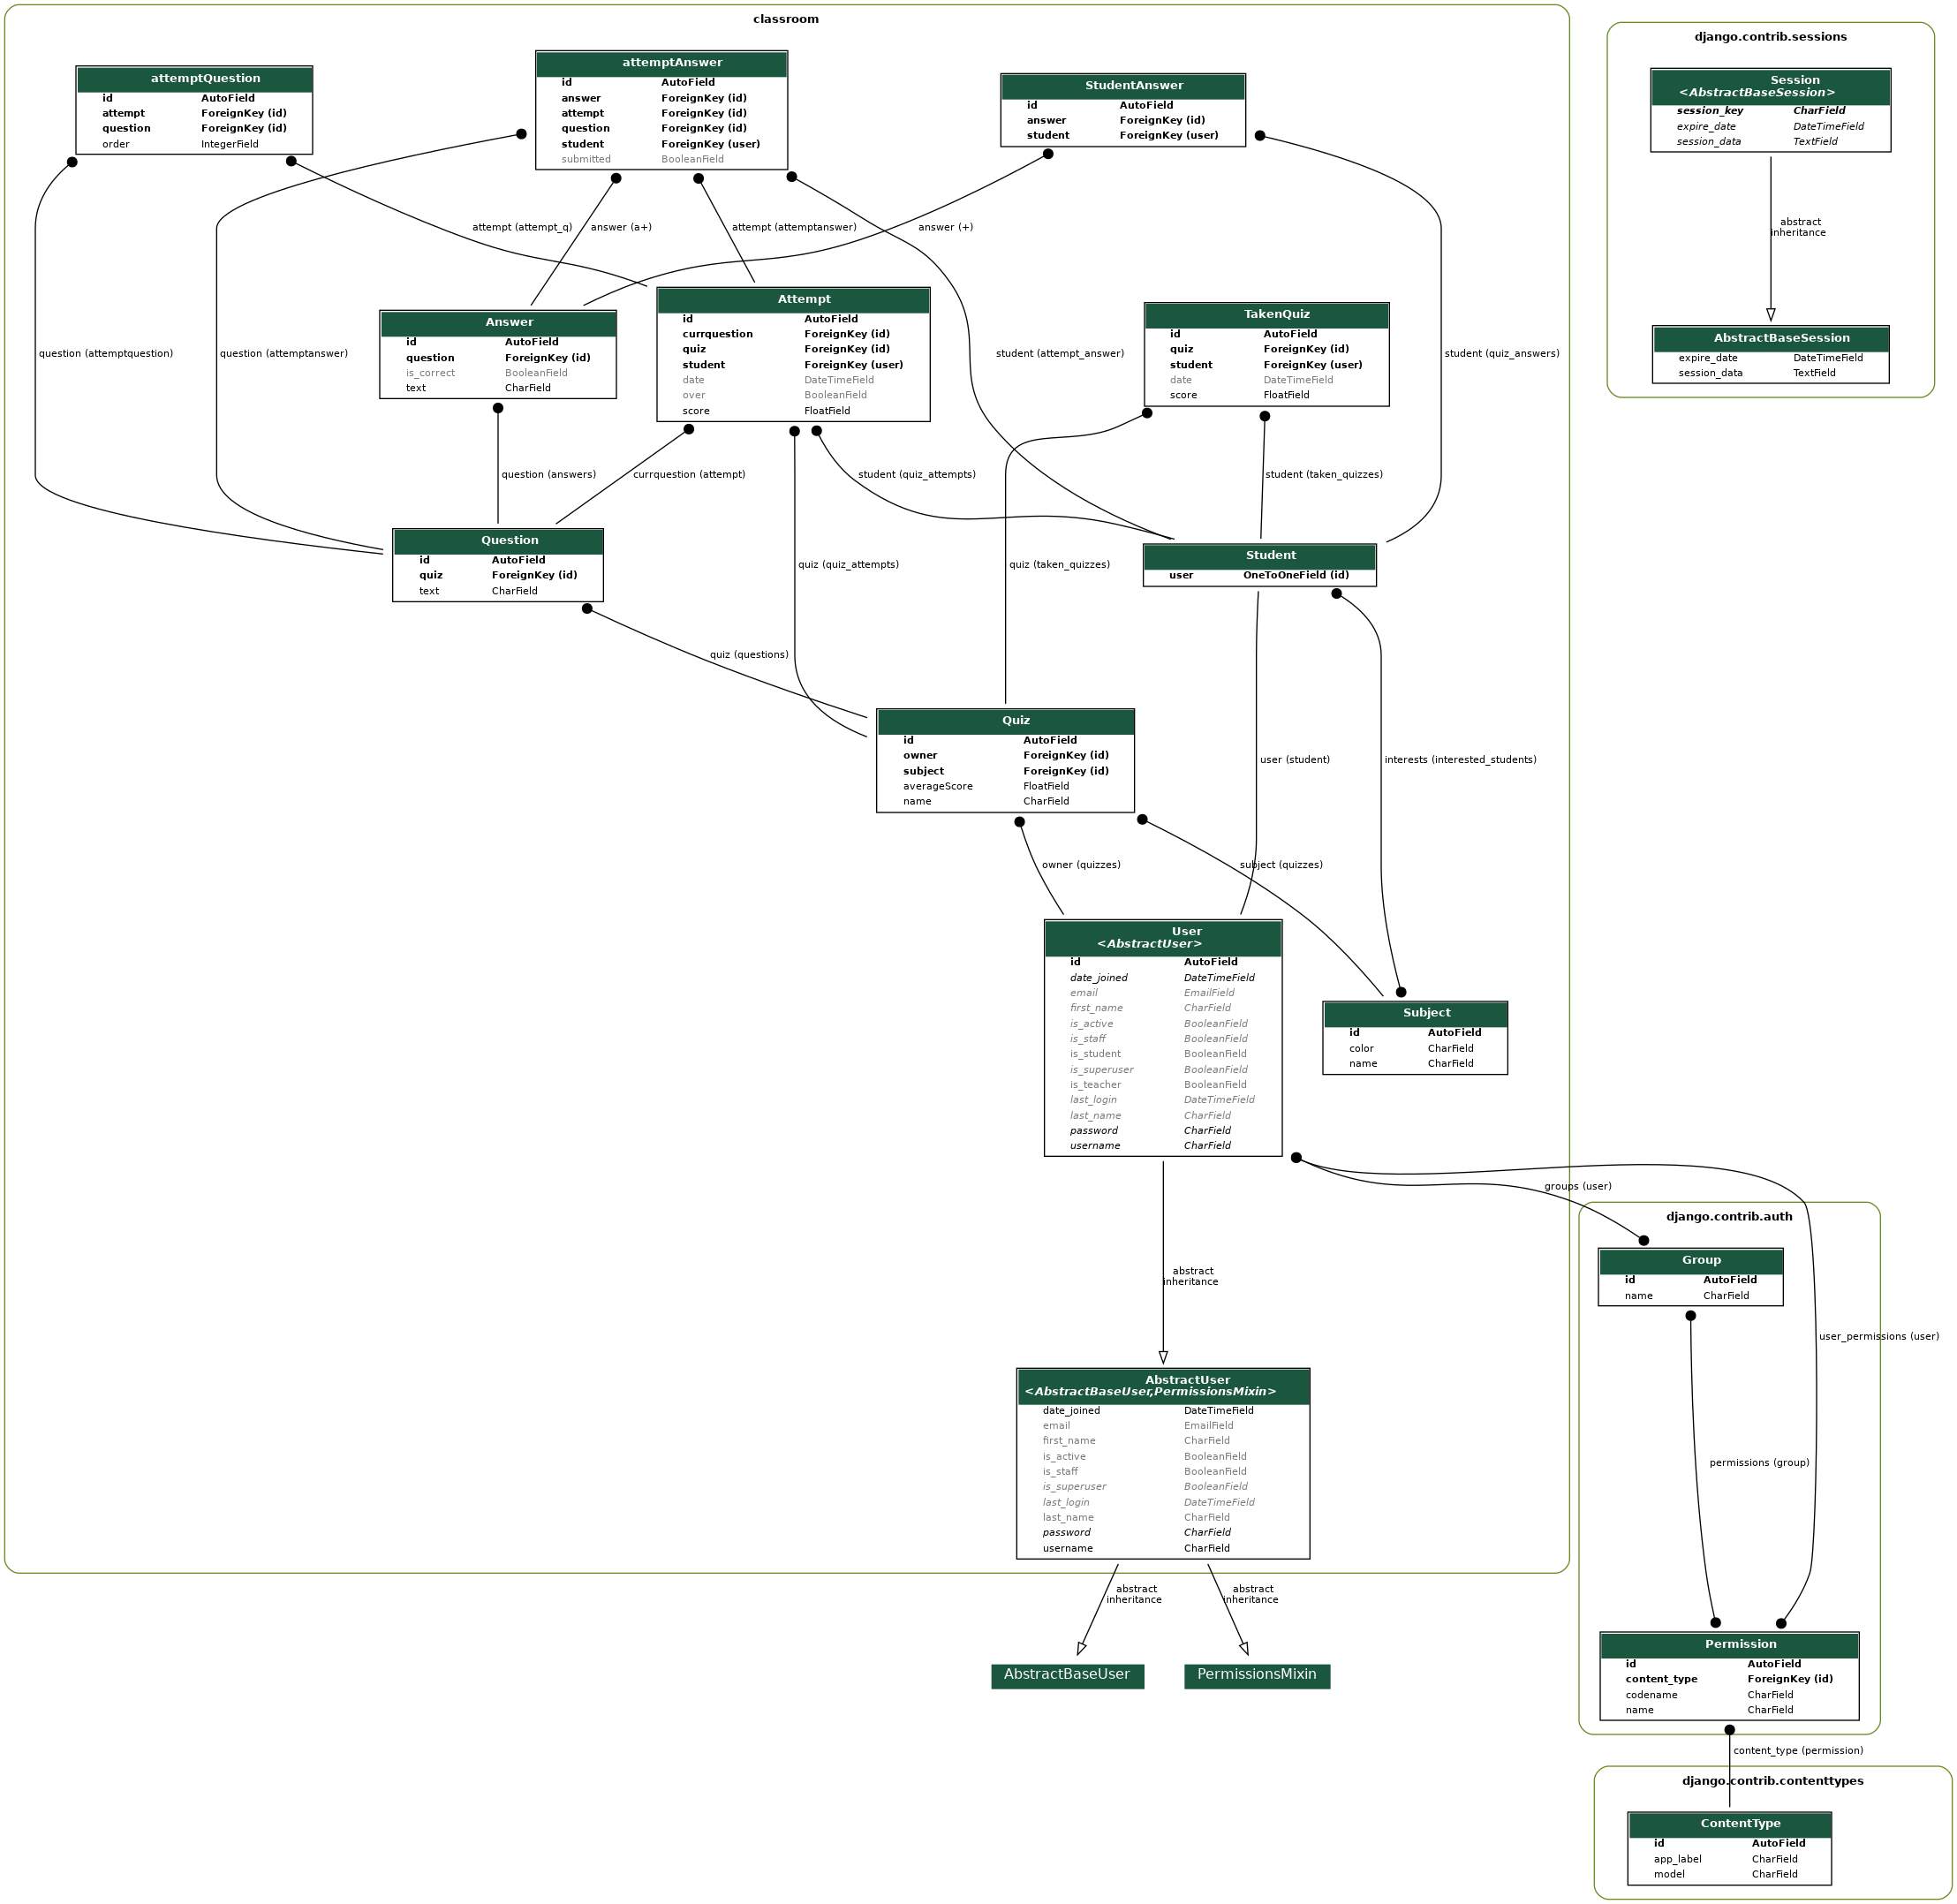 classroom
attemptQuestion
id AutoField
attempt ForeignKey (id)
question ForeignKey (id)
order IntegerField
attemptAnswer
id AutoField
answer ForeignKey (id)
attempt ForeignKey (id)
question ForeignKey (id)
student ForeignKey (user)
submitted BooleanField
StudentAnswer
id AutoField
answer ForeignKey (id)
student ForeignKey (user)
attempt (attempt_q)
answer (a+)
attempt (attemptanswer)
answer (+)
question (attemptquestion)
question (attemptanswer)
student (attempt_answer)
student (quiz_answers)
Answer
id AutoField
question ForeignKey (id)
is_correct BooleanField
text CharField
Attempt
id AutoField
currquestion ForeignKey (id)
quiz ForeignKey (id)
student ForeignKey (user)
date DateTimeField
over BooleanField
score FloatField
TakenQuiz
id AutoField
quiz ForeignKey (id)
student ForeignKey (user)
date DateTimeField
score FloatField
question (answers)
currquestion (attempt)
student (quiz_attempts)
student (taken_quizzes)
Question
id AutoField
quiz ForeignKey (id)
text CharField
quiz (quiz_attempts)
quiz (taken_quizzes)
Student
user OneToOneField (id)
quiz (questions)
Quiz
id AutoField
owner ForeignKey (id)
subject ForeignKey (id)
averageScore FloatField
name CharField
user (student)
interests (interested_students)
owner (quizzes)
subject (quizzes)
User
<AbstractUser>
id AutoField
date_joined DateTimeField
email EmailField
first_name CharField
is_active BooleanField
is_staff BooleanField
is_student BooleanField
is_superuser BooleanField
is_teacher BooleanField
last_login DateTimeField
last_name CharField
password CharField
username CharField
Subject
id AutoField
color CharField
name CharField
abstract
inheritance
AbstractUser
<AbstractBaseUser,PermissionsMixin>
date_joined DateTimeField
email EmailField
first_name CharField
is_active BooleanField
is_staff BooleanField
is_superuser BooleanField
last_login DateTimeField
last_name CharField
password CharField
username CharField
abstract
inheritance
abstract
inheritance
AbstractBaseUser
PermissionsMixin
django.contrib.sessions
Session
<AbstractBaseSession>
session_key CharField
expire_date DateTimeField
session_data TextField
abstract
inheritance
AbstractBaseSession
expire_date DateTimeField
session_data TextField
groups (user)
django.contrib.auth
Group
id AutoField
name CharField
user_permissions (user)
permissions (group)
Permission
id AutoField
content_type ForeignKey (id)
codename CharField
name CharField
content_type (permission)
django.contrib.contenttypes
ContentType
id AutoField
app_label CharField
model CharField